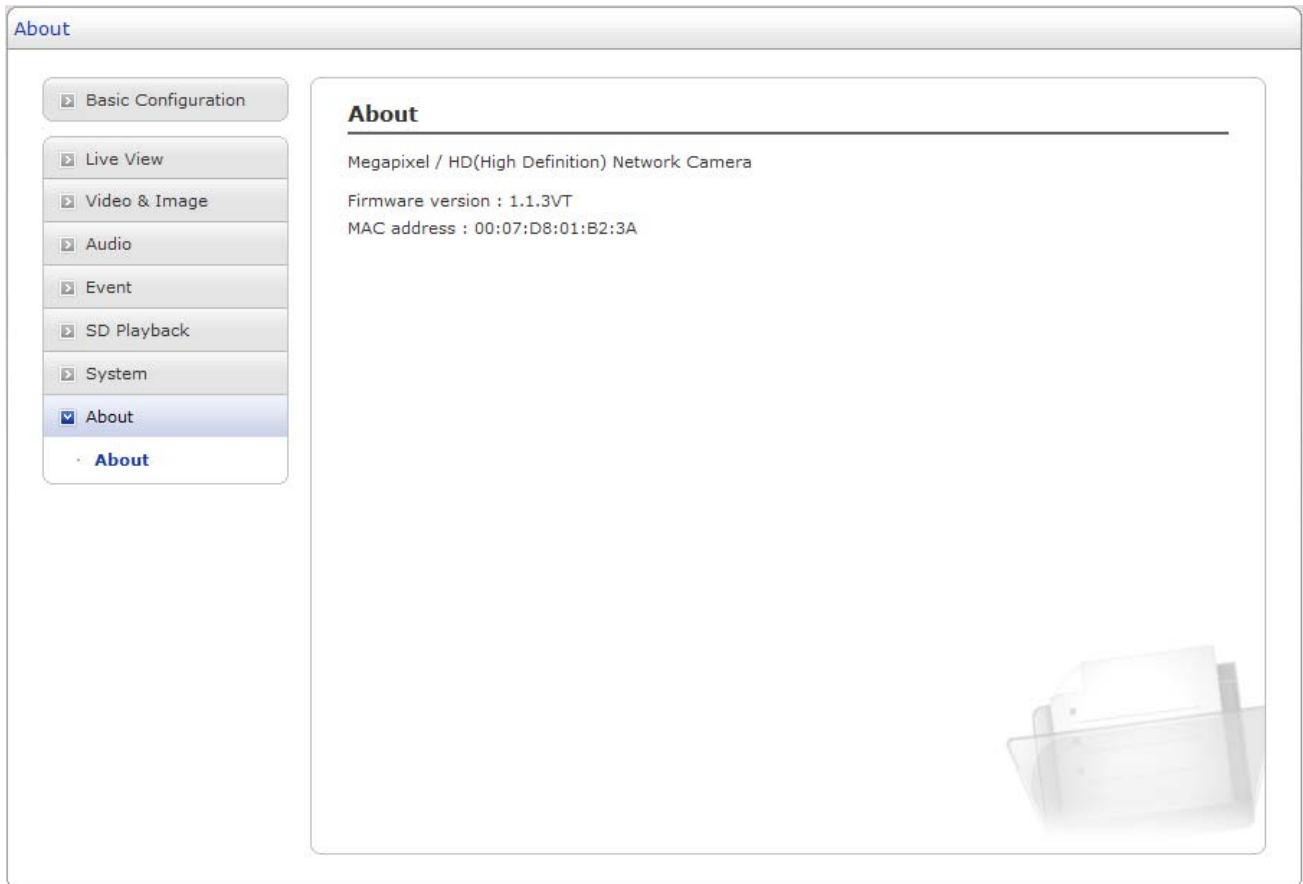 About
Basic Configuration
Live View
Video & Image
Audio
Event
SD Playback
System
About
· About
About
Megapixel / HD(High Definition) Network Camera
Firmware version : 1.1.3VT
MAC address : 00:07:D8:01:B2:3A